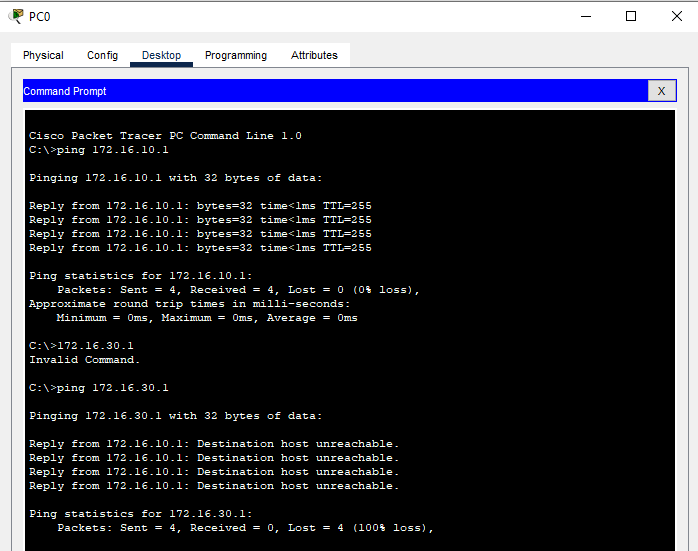 PC0
Physical Config Desktop Programming Attributes
Command Prompt
X
Cisco Packet Tracer PC Command Line 1.0
C:\>ping 172.16.10.1
Pinging 172.16.10.1 with 32 bytes of data:
Reply from 172.16.10.1: bytes=32 time<1ms TTL=255
Reply from 172.16.10.1: bytes=32 time<1ms TTL=255
Reply from 172.16.10.1: bytes=32 time<1ms TTL=255
Reply from 172.16.10.1: bytes=32 time<1ms TTL=255
Ping statistics for 172.16.10.1:
Packets: Sent = 4, Received = 4, Lost = 0 (0% loss),
Approximate round trip times in milli-seconds:
Minimum = 0ms, Maximum = 0ms, Average = 0ms
C:\>172.16.30.1
Invalid Command.
C:\>ping 172.16.30.1
Pinging 172.16.30.1 with 32 bytes of data:
Reply from 172.16.10.1: Destination host unreachable.
Reply from 172.16.10.1: Destination host unreachable.
Reply from 172.16.10.1: Destination host unreachable.
Reply from 172.16.10.1: Destination host unreachable.
Ping statistics for 172.16.30.1:
Packets: Sent = 4, Received = 0, Lost = 4 (100% loss),